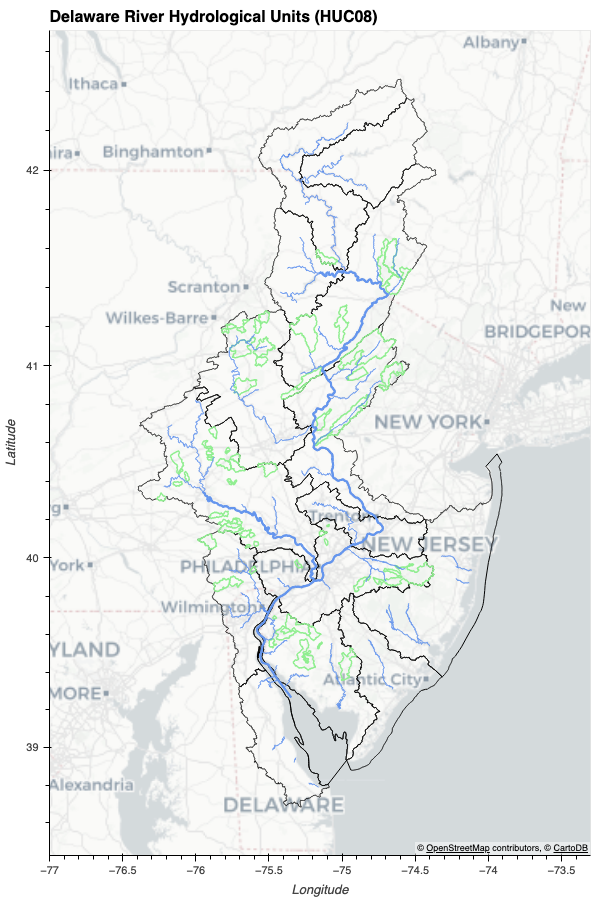 Delaware River Hydrological Units (HUC08)
Albany
Ithaca
ira
Binghamton
42
Scranton
Wilkes-Barre
New
BRIDGEPOR
41
NEW YORK
Latitude
g
Trenton
NEW JERSEY
40
York
PHILADELPHIA
Wilmington
YLAND
MORE
Atlantic City
39
Alexandria
DELAWARE
© OpenStreetMap contributors, © CartoDB
−77 −76.5 −76 −75.5 −75 −74.5 −74 −73.5
Longitude